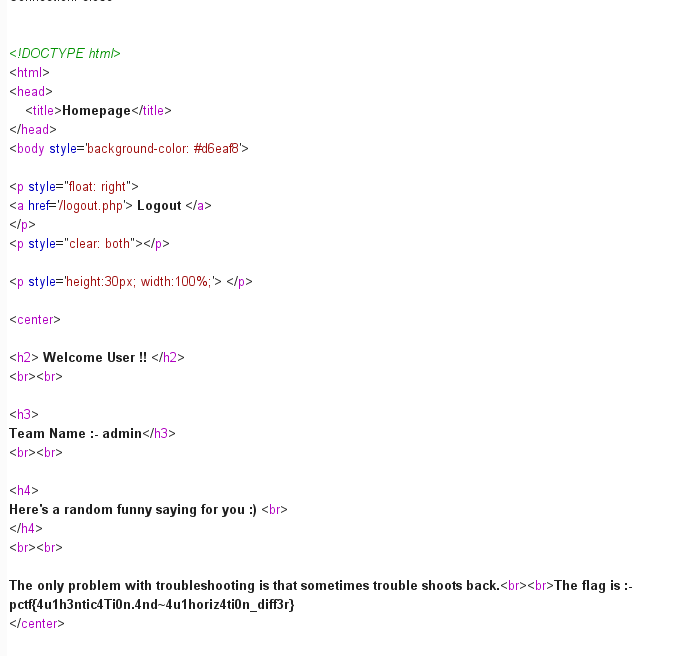 <!DOCTYPE html>
<html>
<head>
<title>Homepage</title>
</head>
<body style='background-color: #d6eaf8'>
<p style="float: right">
<a href='/logout.php'> Logout </a>
</p>
<p style="clear: both"></p>
<p style='height:30px; width:100%;'> </p>
<center>
<h2> Welcome User !! </h2>
<br><br>
<h3>
Team Name :- admin</h3>
<br><br>
<h4>
Here's a random funny saying for you :) <br>
</h4>
<br><br>
The only problem with troubleshooting is that sometimes trouble shoots back.<br><br>The flag is :-
pctf{4u1h3ntic4Ti0n.4nd~4u1horiz4ti0n_diff3r}
</center>